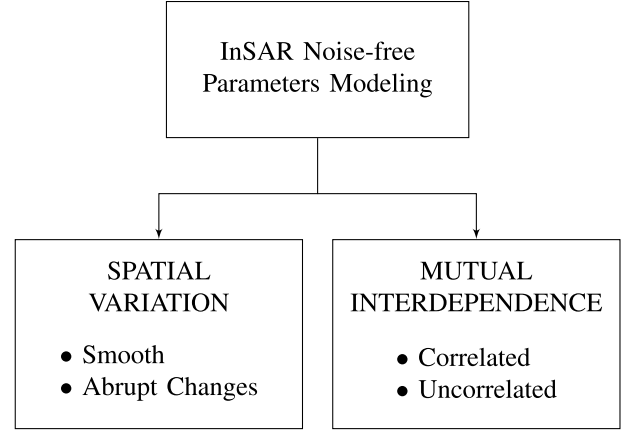 InSAR Noise-free
Parameters Modeling
SPATIAL
VARIATION
• Smooth
• Abrupt Changes
MUTUAL
INTERDEPENDENCE
• Correlated
• Uncorrelated